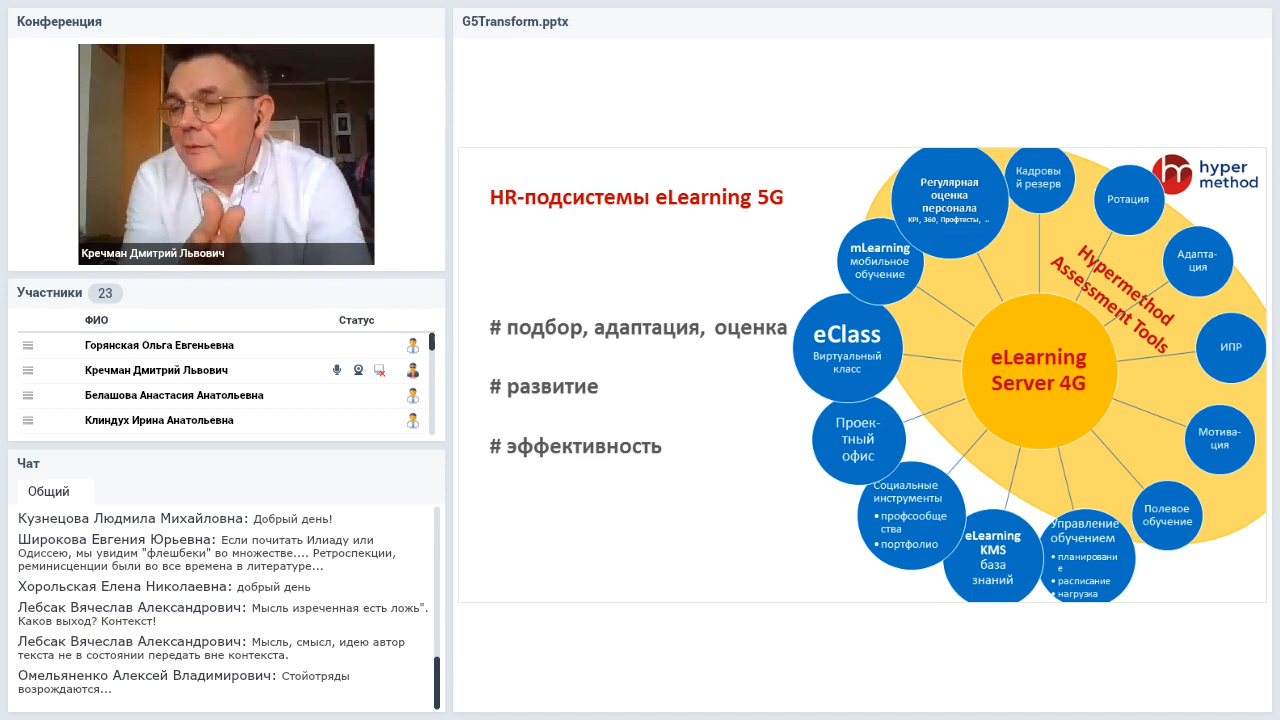 Конференция
Кречман Дмитрий Львович
Участники 23
ФИО Статус
Горянская Ольга Евгеньевна
Кречман Дмитрий Львович
Белашова Анастасия Анатольевна
Клиндух Ирина Анатольевна
Чат
Общий
Кузнецова Людмила Михайловна: Добрый день!
Широкова Евгения Юрьевна: Если почитать Илиаду или
Одиссею, мы увидим "флешбеки" во множестве.... Ретроспекции,
реминисценции были во все времена в литературе...
Хорольская Елена Николаевна: добрый день
Лебсак Вячеслав Александрович: Мысль изреченная есть ложь".
Каков выход? Контекст!
Лебсак Вячеслав Александрович: Мысль, смысл, идею автор
текста не в состоянии передать вне контекста.
Омельяненко Алексей Владимирович: Стойотряды
возрождаются...
G5Transform.pptx
HR-подсистемы eLearning 5G
# подбор, адаптация, оценка
# развитие
# эффективность
hyper
method
Регулярная
оценка
персонала
KPI, 360, Профтесты, ..
Кадровы
й резерв
Ротация
Адапта-
ция
ИПР
Мотива-
ция
Полевое
обучение
Управление
обучением
• планировани
е
• расписание
• нагрузка
eLearning
KMS
база
знаний
Социальные
инструменты
• профсообще
ства
• портфолио
Проек-
тный
офис
eClass
Виртуальный
класс
mLearning
мобильное
обучение
Hypermethod
Assessment Tools
eLearning
Server 4G